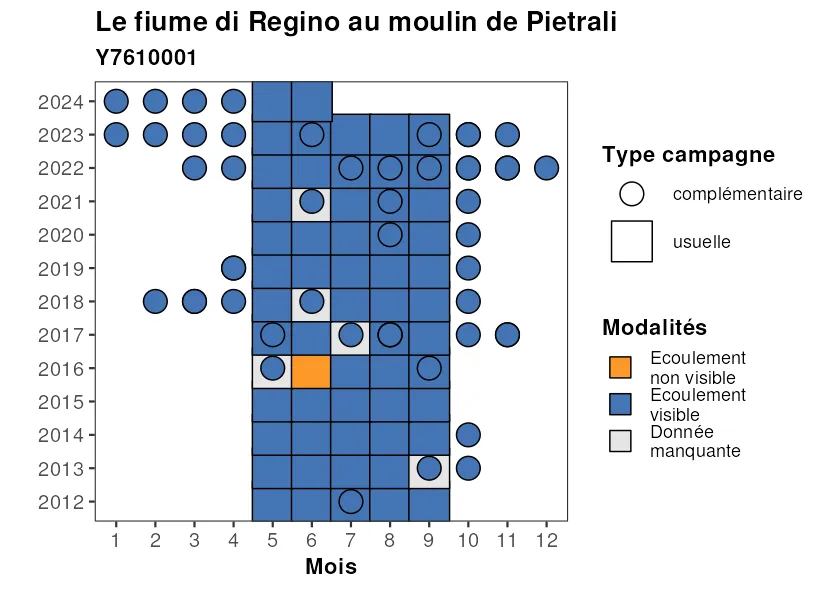 Le fiume di Regino au moulin de Pietrali
Y7610001
2024
2023
2022
2021
2020
2019
2018
2017
2016
2015
2014
2013
2012
1 2 3 4 5 6 7 8 9 10 11 12
Mois
Type campagne
complémentaire
usuelle
Modalités
Ecoulement
non visible
Ecoulement
visible
Donnée
manquante